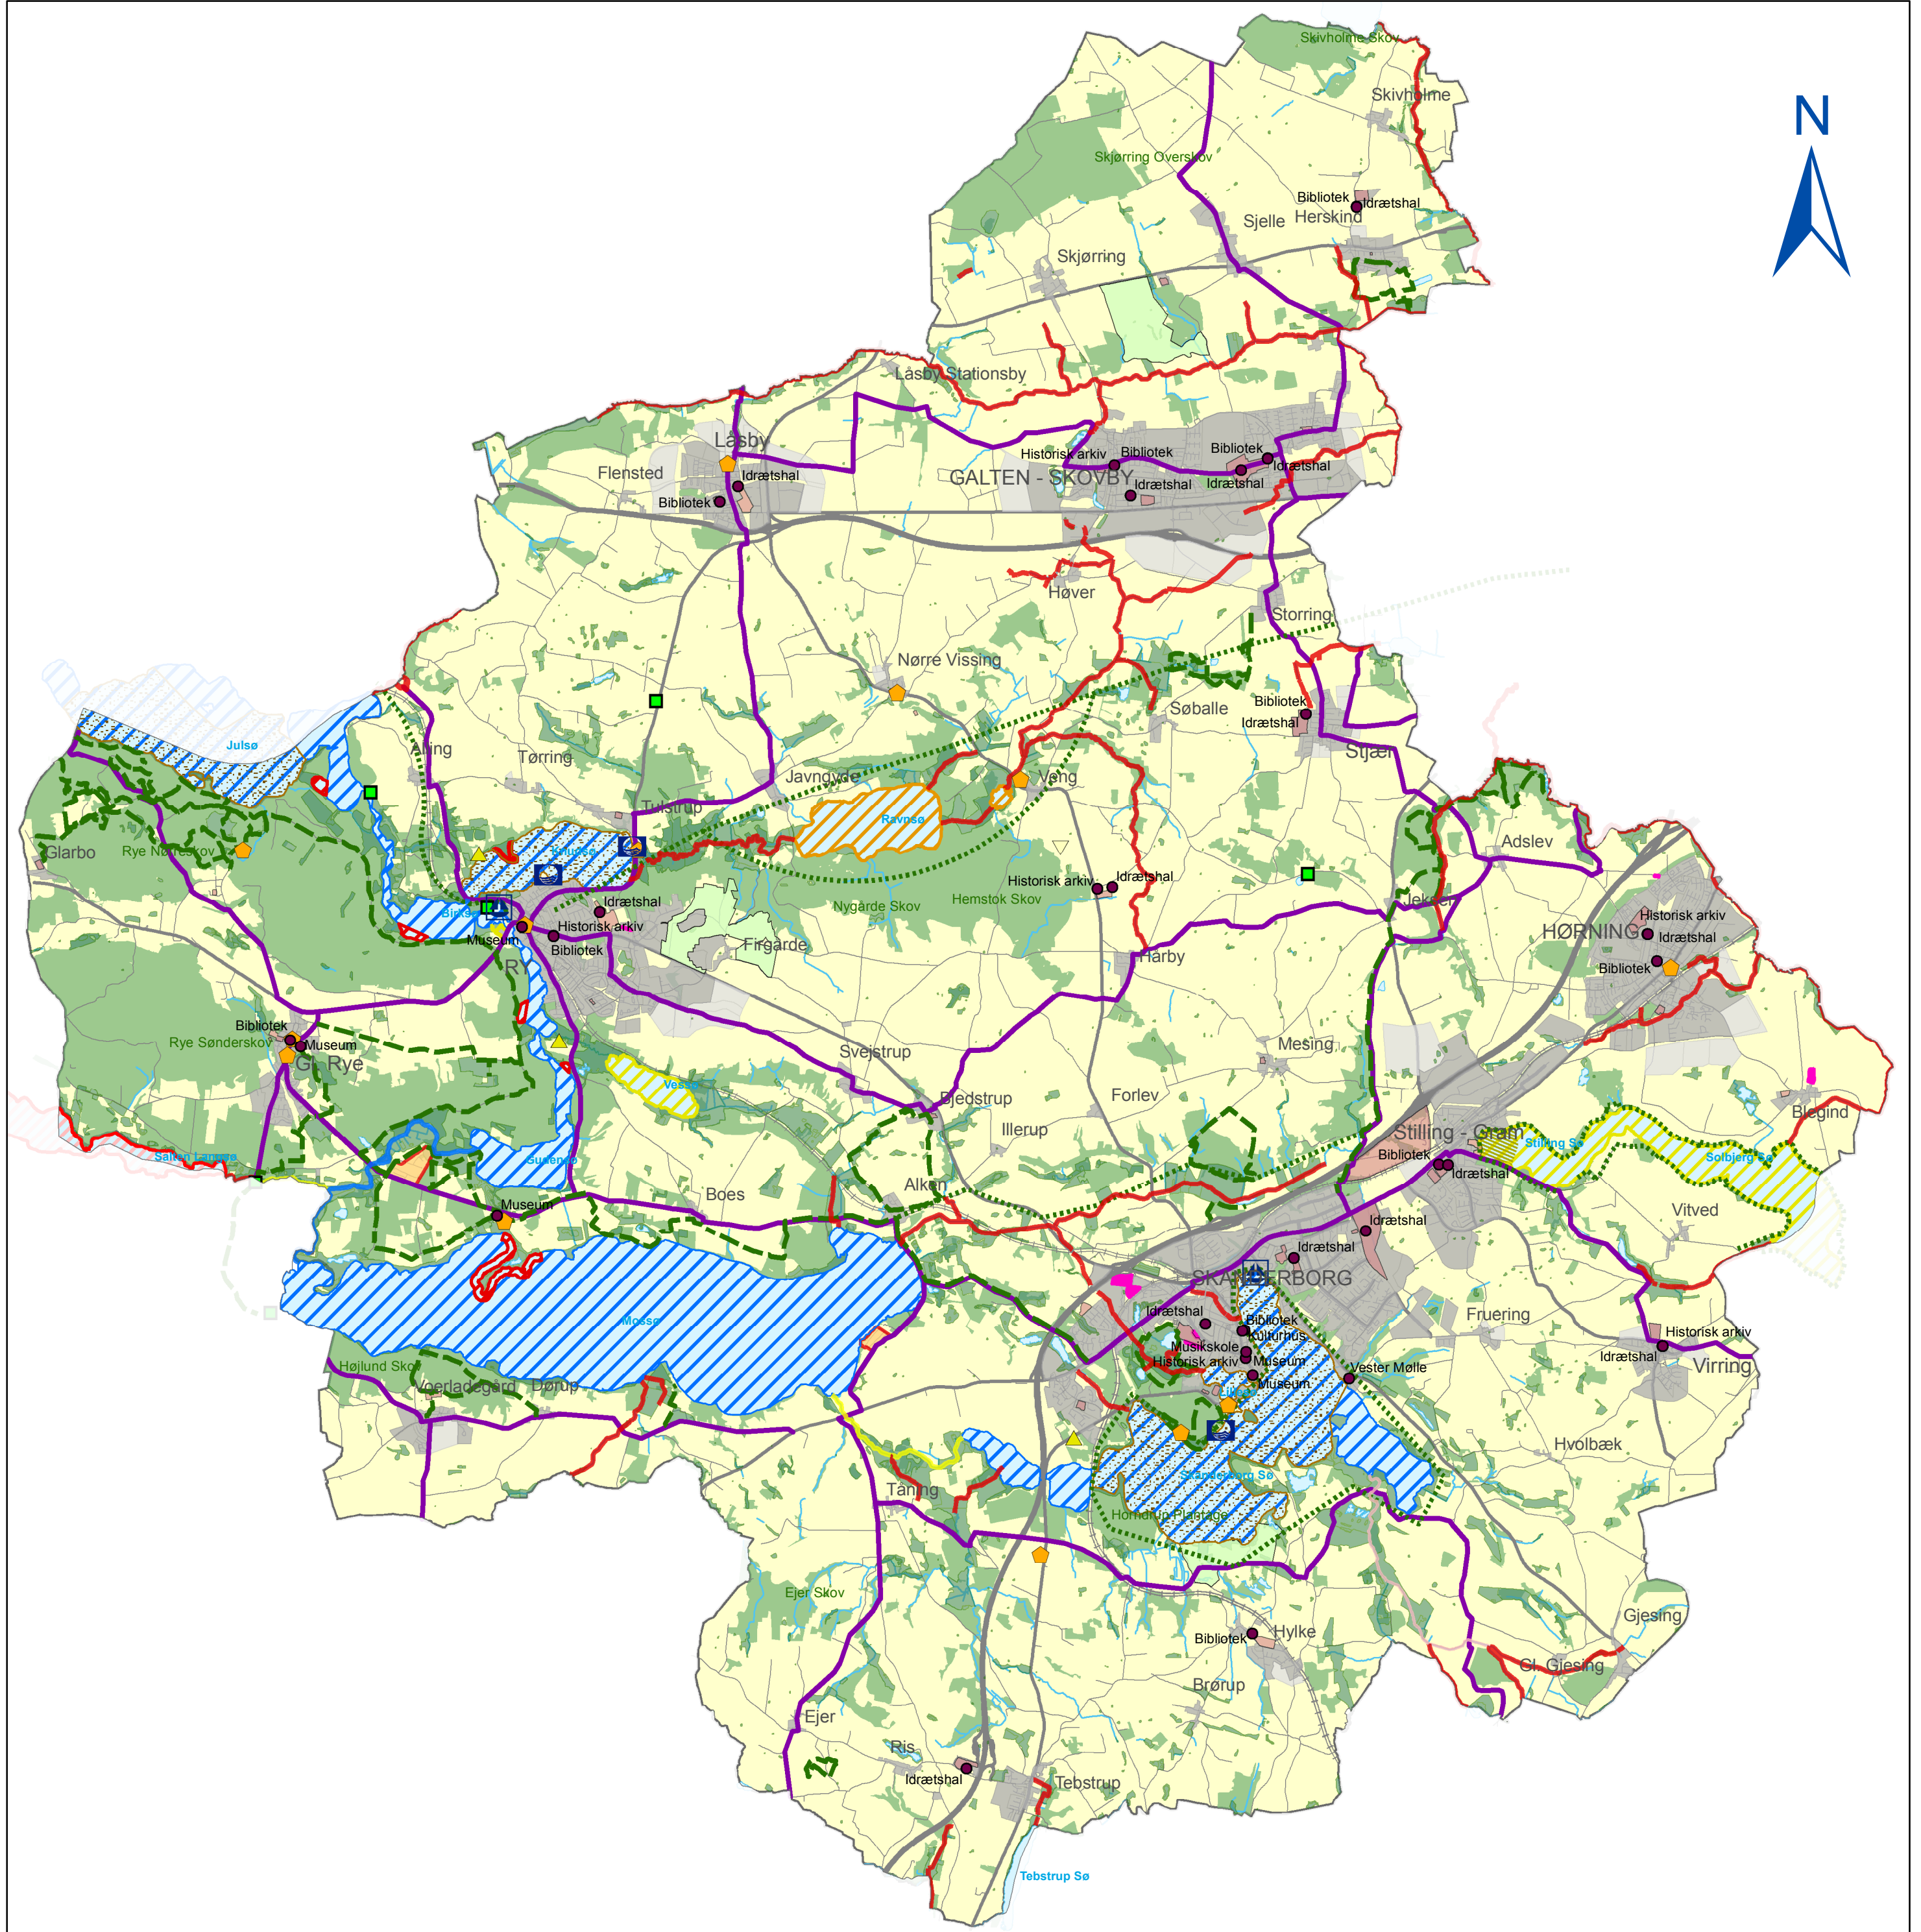 Skivholme Skov
N
Skivholme
Skjørring Overskov
Bibliotek
Idrætshal
Sjelle
Herskind
Skjørring
Låsby Stationsby
Låsby
Flensted
Idrætshal
Bibliotek
Historisk arkiv
Bibliotek
Bibliotek
Idrætshal
GALTEN - SKOVBY
Idrætshal
Idrætshal
Høver
Storring
Nørre Vissing
Søballe
Bibliotek
Idrætshal
Stjær
Julsø
Alling
Tørring
Javngyde
Veng
Tulstrup
Ravnsø
Knudsø
Glarbo
Rye Nørreskov
Adslev
Historisk arkiv
Idrætshal
Hemstok Skov
Nygårde Skov
Jeksen
Birksø
Idrætshal
Museum
Historisk arkiv
Bibliotek
Firgårde
Hårby
RY
Historisk arkiv
HØRNING
Idrætshal
Bibliotek
Bibliotek
Rye Sønderskov
Museum
Gl. Rye
Svejstrup
Mesing
Vessø
Bjedstrup
Forlev
Illerup
Blegind
Stilling - Gram
Stilling Sø
Solbjerg Sø
Bibliotek
Idrætshal
Salten Langsø
Gudensø
Boes
Alken
Museum
Vitved
Idrætshal
Idrætshal
SKANDERBORG
Mossø
Idrætshal
Bibliotek
Kulturhus
Musikskole
Historisk arkiv
Museum
Museum
Vester Mølle
Fruering
Historisk arkiv
Idrætshal
Virring
Højlund Skov
Voerladegård
Dørup
Lillesø
Hvolbæk
Skanderborg Sø
Tåning
Horndrup Plantage
Ejer Skov
Gjesing
Bibliotek
Hylke
Gl. Gjesing
Brørup
Ejer
Ris
Idrætshal
Tebstrup
Tebstrup Sø